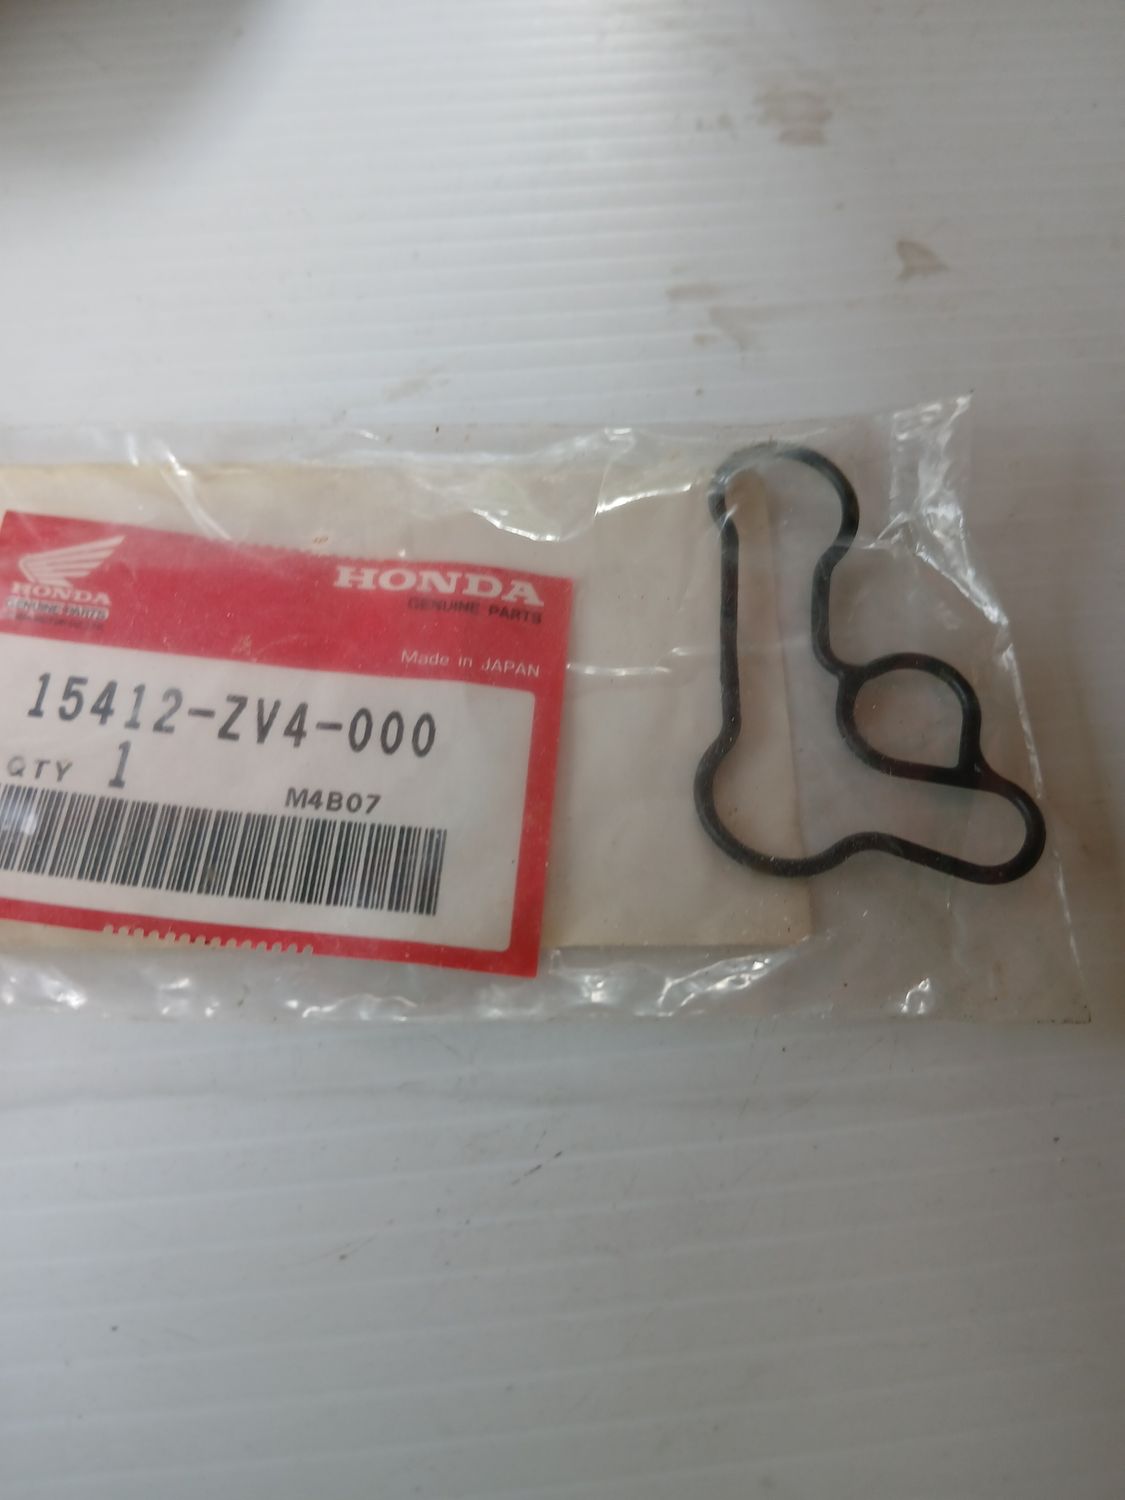 HONDA
GENUINE PARTS
HONDA
GENUINE PARTS
Made in JAPAN
15412-ZV4-000
QTY 1
M4B07